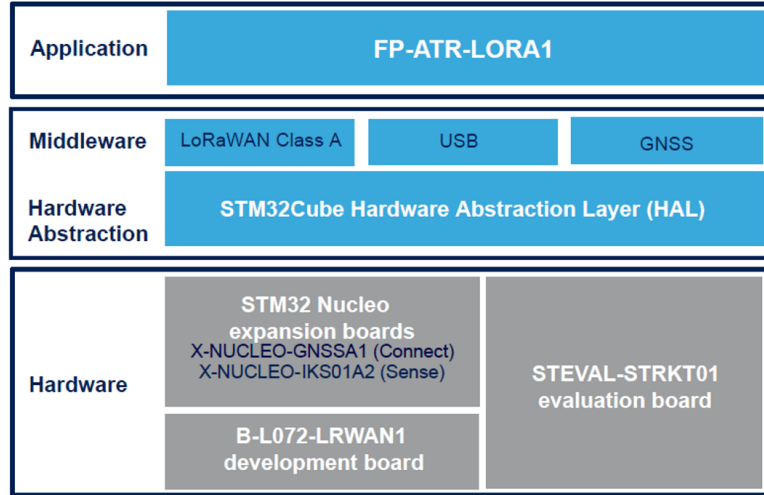 Application
FP-ATR-LORA1
Middleware
LoRaWAN Class A
USB
GNSS
Hardware
Abstraction
STM32Cube Hardware Abstraction Layer (HAL)
Hardware
STM32 Nucleo
expansion boards
X-NUCLEO-GNSSA1 (Connect)
X-NUCLEO-IKS01A2 (Sense)
B-L072-LRWAN1
development board
STEVAL-STRKT01
evaluation board